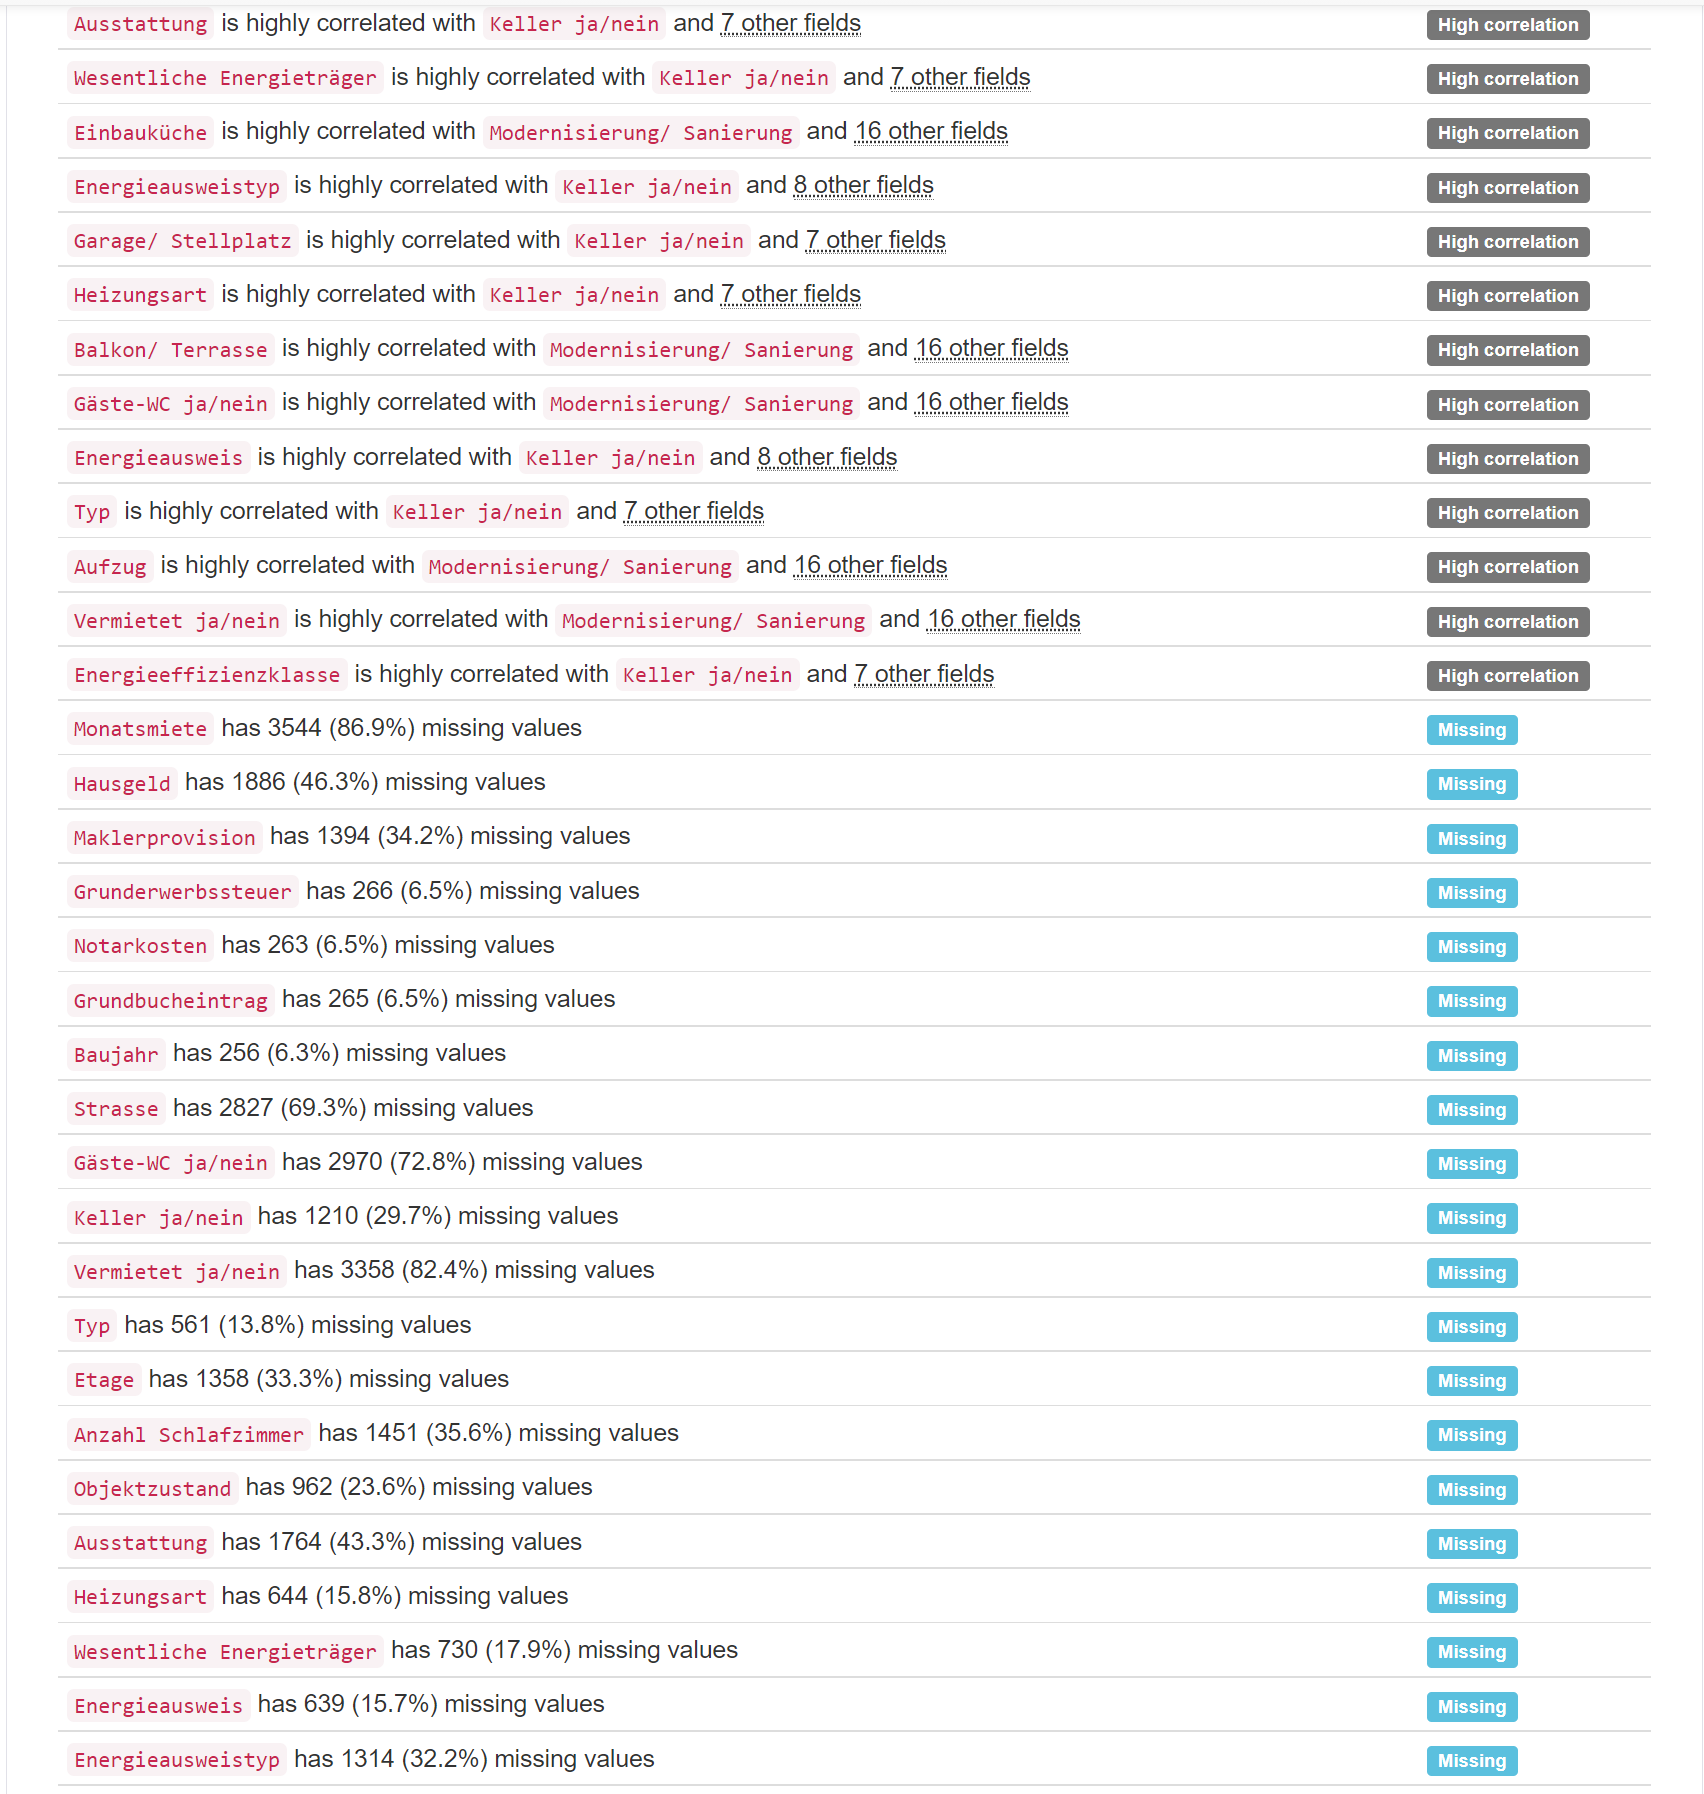 Ausstattung is highly correlated with Keller ja/nein and 7 other fields High correlation
Wesentliche Energieträger is highly correlated with Keller ja/nein and 7 other fields High correlation
Einbauküche is highly correlated with Modernisierung/ Sanierung and 16 other fields High correlation
Energieausweistyp is highly correlated with Keller ja/nein and 8 other fields High correlation
Garage/ Stellplatz is highly correlated with Keller ja/nein and 7 other fields High correlation
Heizungsart is highly correlated with Keller ja/nein and 7 other fields High correlation
Balkon/ Terrasse is highly correlated with Modernisierung/ Sanierung and 16 other fields High correlation
Gäste-WC ja/nein is highly correlated with Modernisierung/ Sanierung and 16 other fields High correlation
Energieausweis is highly correlated with Keller ja/nein and 8 other fields High correlation
Typ is highly correlated with Keller ja/nein and 7 other fields High correlation
Aufzug is highly correlated with Modernisierung/ Sanierung and 16 other fields High correlation
Vermietet ja/nein is highly correlated with Modernisierung/ Sanierung and 16 other fields High correlation
Energieeffizienzklasse is highly correlated with Keller ja/nein and 7 other fields High correlation
Monatsmiete has 3544 (86.9%) missing values Missing
Hausgeld has 1886 (46.3%) missing values Missing
Maklerprovision has 1394 (34.2%) missing values Missing
Grunderwerbssteuer has 266 (6.5%) missing values Missing
Notarkosten has 263 (6.5%) missing values Missing
Grundbucheintrag has 265 (6.5%) missing values Missing
Baujahr has 256 (6.3%) missing values Missing
Strasse has 2827 (69.3%) missing values Missing
Gäste-WC ja/nein has 2970 (72.8%) missing values Missing
Keller ja/nein has 1210 (29.7%) missing values Missing
Vermietet ja/nein has 3358 (82.4%) missing values Missing
Typ has 561 (13.8%) missing values Missing
Etage has 1358 (33.3%) missing values Missing
Anzahl Schlafzimmer has 1451 (35.6%) missing values Missing
Objektzustand has 962 (23.6%) missing values Missing
Ausstattung has 1764 (43.3%) missing values Missing
Heizungsart has 644 (15.8%) missing values Missing
Wesentliche Energieträger has 730 (17.9%) missing values Missing
Energieausweis has 639 (15.7%) missing values Missing
Energieausweistyp has 1314 (32.2%) missing values Missing